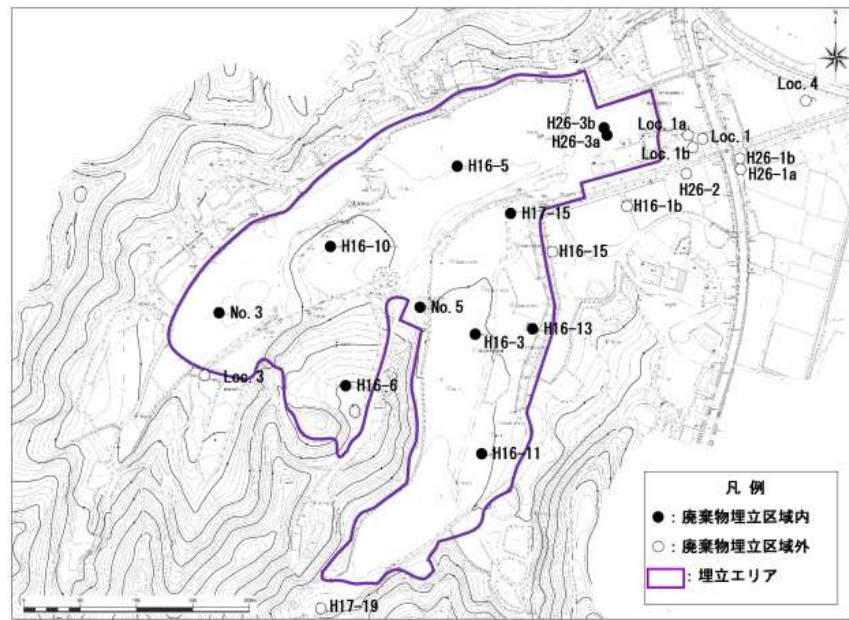 Loc. 4
H26-3b
H26-3a
Loc. 1a
Loc. 1
Loc. 1b
H26-1b
H26-1a
H16-5
H26-2
H16-1b
H17-15
H16-10
H16-15
No. 3
No. 5
H16-3
H16-13
Loc. 3
H16-6
H16-11
凡 例
● : 廃棄物埋立区域内
○ : 廃棄物埋立区域外
: 埋立エリア
H17-19